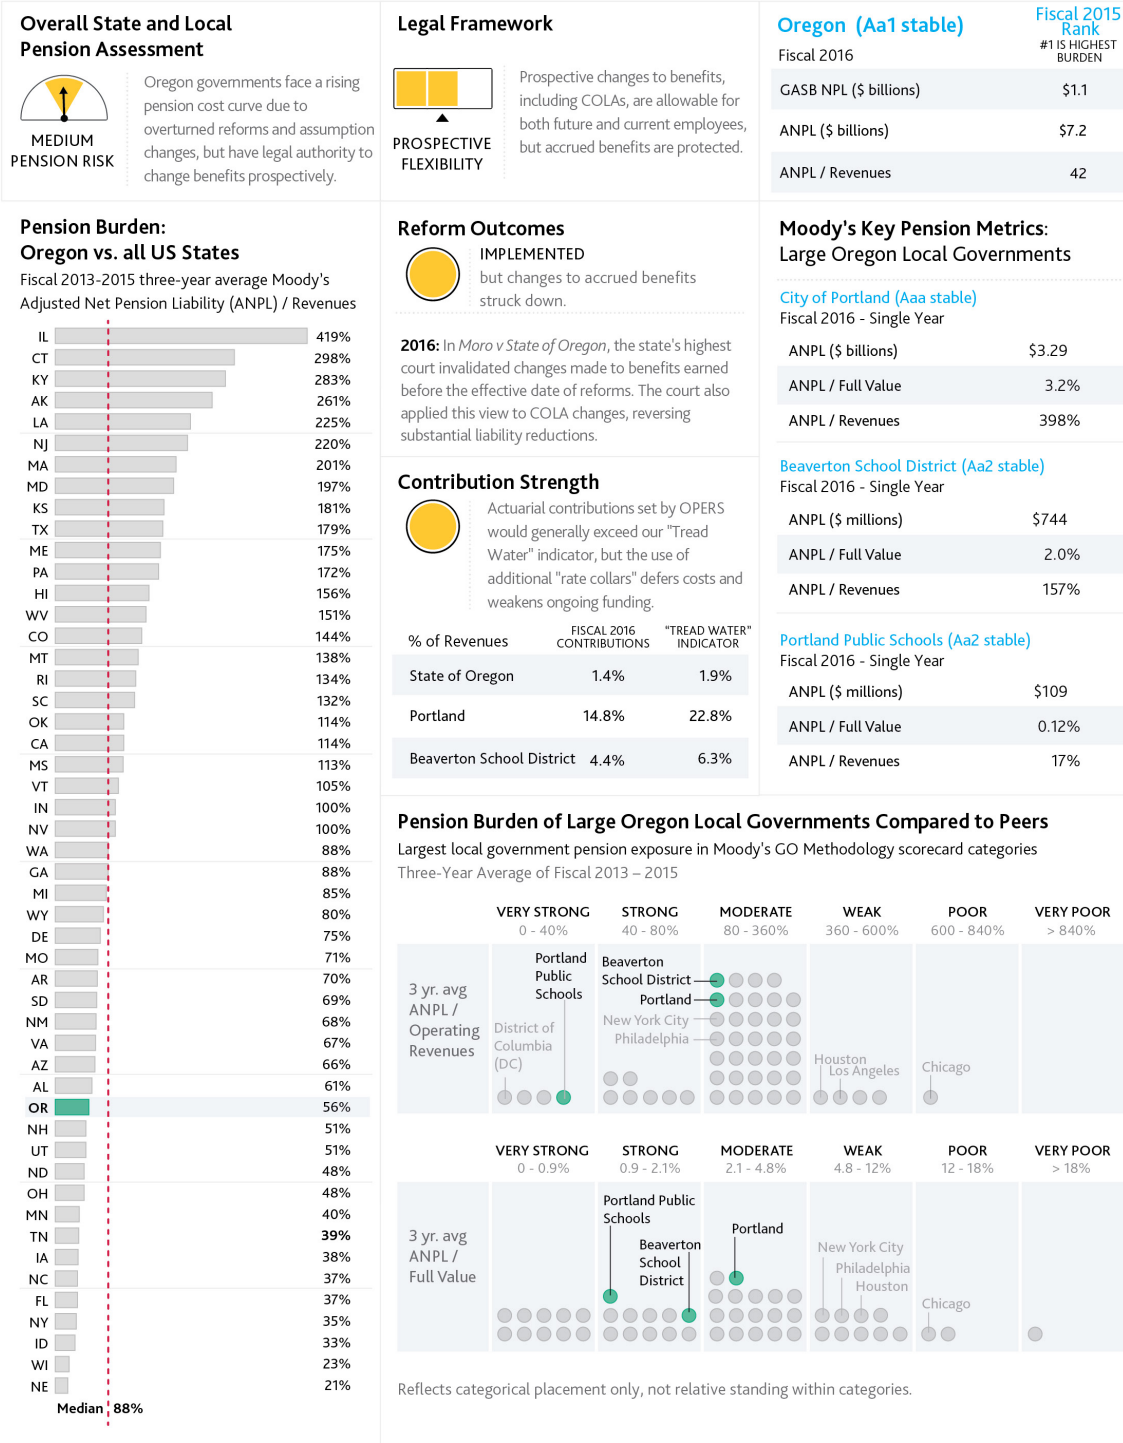 Overall State and Local
Pension Assessment
MEDIUM
PENSION RISK
Oregon governments face a rising
pension cost curve due to
overturned reforms and assumption
changes, but have legal authority to
change benefits prospectively.
Legal Framework
PROSPECTIVE
FLEXIBILITY
Prospective changes to benefits,
including COLAs, are allowable for
both future and current employees,
but accrued benefits are protected.
Oregon (Aa1 stable)
Fiscal 2016
Fiscal 2015
Rank
#1 IS HIGHEST
BURDEN
GASB NPL ($ billions) $1.1
ANPL ($ billions) $7.2
ANPL / Revenues 42
Pension Burden:
Oregon vs. all US States
Fiscal 2013-2015 three-year average Moody's
Adjusted Net Pension Liability (ANPL) / Revenues
IL 419%
CT 298%
KY 283%
AK 261%
LA 225%
NJ 220%
MA 201%
MD 197%
KS 181%
TX 179%
ME 175%
PA 172%
HI 156%
WV 151%
CO 144%
MT 138%
RI 134%
SC 132%
OK 114%
CA 114%
MS 113%
VT 105%
IN 100%
NV 100%
WA 88%
GA 88%
MI 85%
WY 80%
DE 75%
MO 71%
AR 70%
SD 69%
NM 68%
VA 67%
AZ 66%
AL 61%
OR 56%
NH 51%
UT 51%
ND 48%
OH 48%
MN 40%
TN 39%
IA 38%
NC 37%
FL 37%
NY 35%
ID 33%
WI 23%
NE 21%
Median 88%
Reform Outcomes
IMPLEMENTED
but changes to accrued benefits
struck down.
2016: In Moro v State of Oregon, the state's highest
court invalidated changes made to benefits earned
before the effective date of reforms. The court also
applied this view to COLA changes, reversing
substantial liability reductions.
Contribution Strength
Actuarial contributions set by OPERS
would generally exceed our "Tread
Water" indicator, but the use of
additional "rate collars" defers costs and
weakens ongoing funding.
% of Revenues
FISCAL 2016
CONTRIBUTIONS
"TREAD WATER"
INDICATOR
State of Oregon 1.4% 1.9%
Portland 14.8% 22.8%
Beaverton School District 4.4% 6.3%
Moody's Key Pension Metrics:
Large Oregon Local Governments
City of Portland (Aaa stable)
Fiscal 2016 - Single Year
ANPL ($ billions) $3.29
ANPL / Full Value 3.2%
ANPL / Revenues 398%
Beaverton School District (Aa2 stable)
Fiscal 2016 - Single Year
ANPL ($ millions) $744
ANPL / Full Value 2.0%
ANPL / Revenues 157%
Portland Public Schools (Aa2 stable)
Fiscal 2016 - Single Year
ANPL ($ millions) $109
ANPL / Full Value 0.12%
ANPL / Revenues 17%
Pension Burden of Large Oregon Local Governments Compared to Peers
Largest local government pension exposure in Moody's GO Methodology scorecard categories
Three-Year Average of Fiscal 2013 – 2015
VERY STRONG STRONG MODERATE WEAK POOR VERY POOR
0 - 40% 40 - 80% 80 - 360% 360 - 600% 600 - 840% > 840%
3 yr. avg
ANPL /
Operating
Revenues
District of
Columbia
(DC)
Portland
Public
Schools
Beaverton
School District
Portland
New York City
Philadelphia
Houston
Los Angeles
Chicago
VERY STRONG STRONG MODERATE WEAK POOR VERY POOR
0 - 0.9% 0.9 - 2.1% 2.1 - 4.8% 4.8 - 12% 12 - 18% > 18%
3 yr. avg
ANPL /
Full Value
Portland Public
Schools
Beaverton
School
District
Portland
New York City
Philadelphia
Houston
Chicago
Reflects categorical placement only, not relative standing within categories.